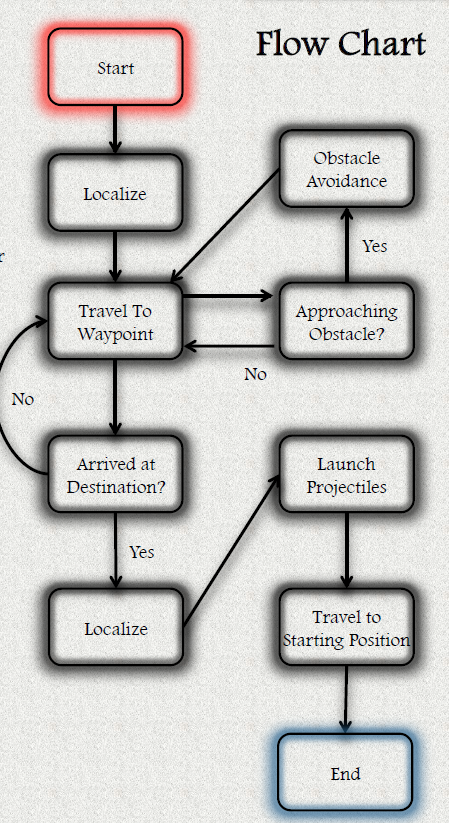 Flow Chart
Start
Localize
Obstacle
Avoidance
Yes
r
Travel To
Waypoint
Approaching
Obstacle?
No
No
Arrived at
Destination?
Launch
Projectiles
Yes
Localize
Travel to
Starting Position
End